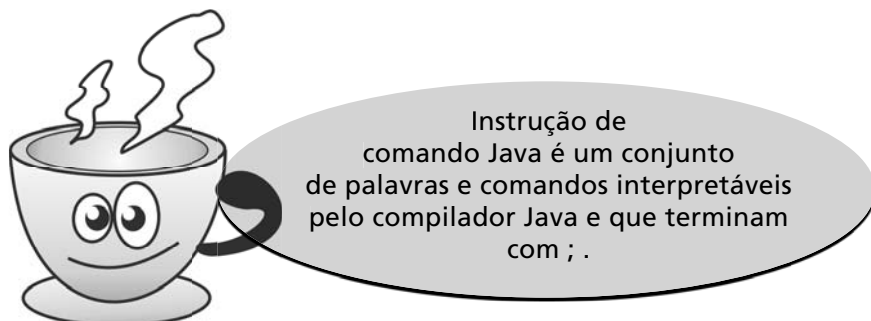 Instrução de
comando Java é um conjunto
de palavras e comandos interpretáveis
pelo compilador Java e que terminam
com ; .